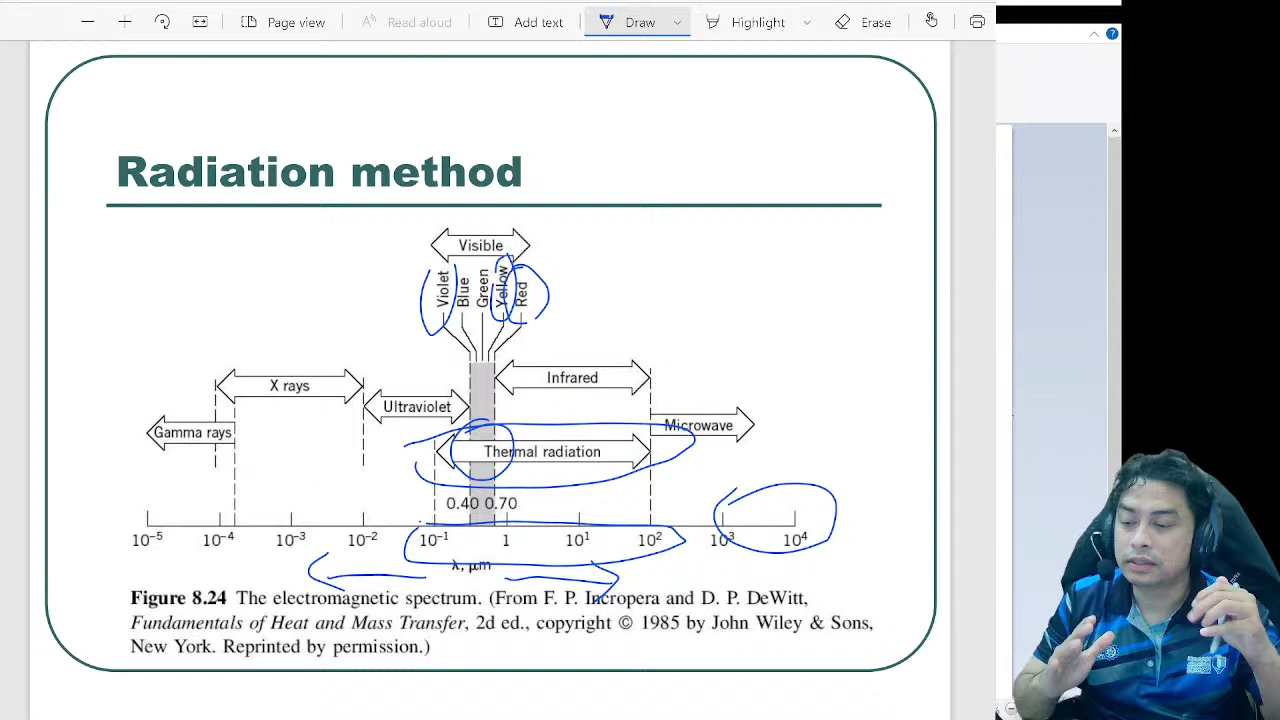 Page view
Read aloud
Add text
Draw
Highlight
Erase
Radiation method
Visible
Violet
Blue
Green
Yellow
Red
X rays
Infrared
Ultraviolet
Microwave
Gamma rays
Thermal radiation
0.40 0.70
10⁻⁵ 10⁻⁴ 10⁻³ 10⁻² 10⁻¹ 1 10¹ 10² 10³ 10⁴
λ, μm
Figure 8.24 The electromagnetic spectrum. (From F. P. Incropera and D. P. DeWitt,
Fundamentals of Heat and Mass Transfer, 2d ed., copyright © 1985 by John Wiley & Sons,
New York. Reprinted by permission.)